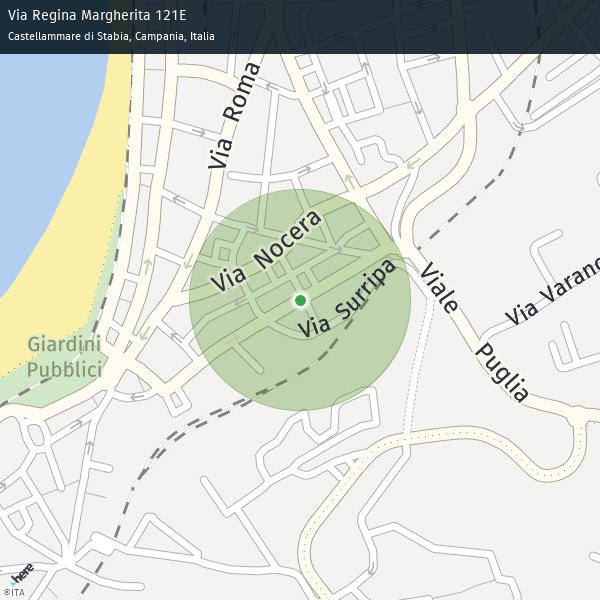 Via Regina Margherita 121E
Castellammare di Stabia, Campania, Italia
Via Roma
Via Nocera
Via Surripa
Viale Puglia
Via Varano
Giardini
Pubblici
here
©ITA